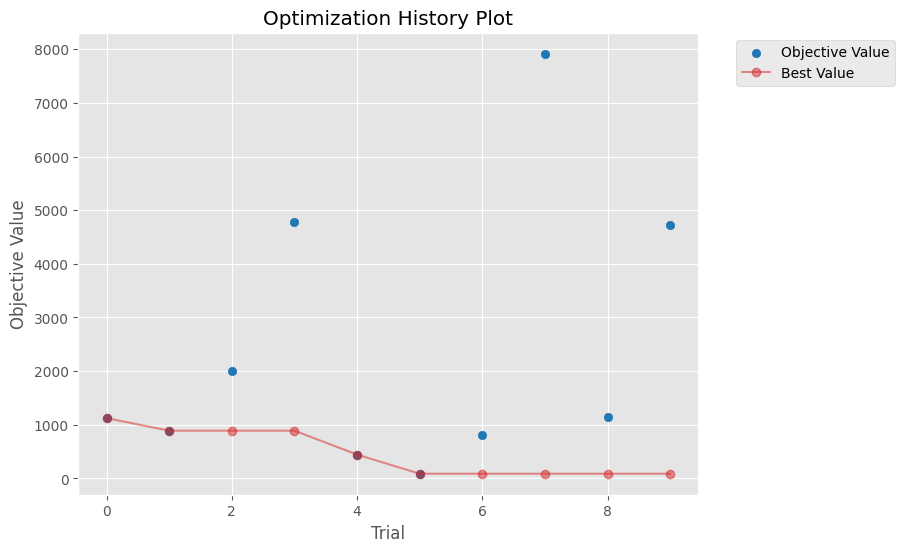 Optimization History Plot
Objective Value
Best Value
8000
7000
6000
5000
4000
3000
2000
1000
0
Objective Value
0 2 4 6 8
Trial